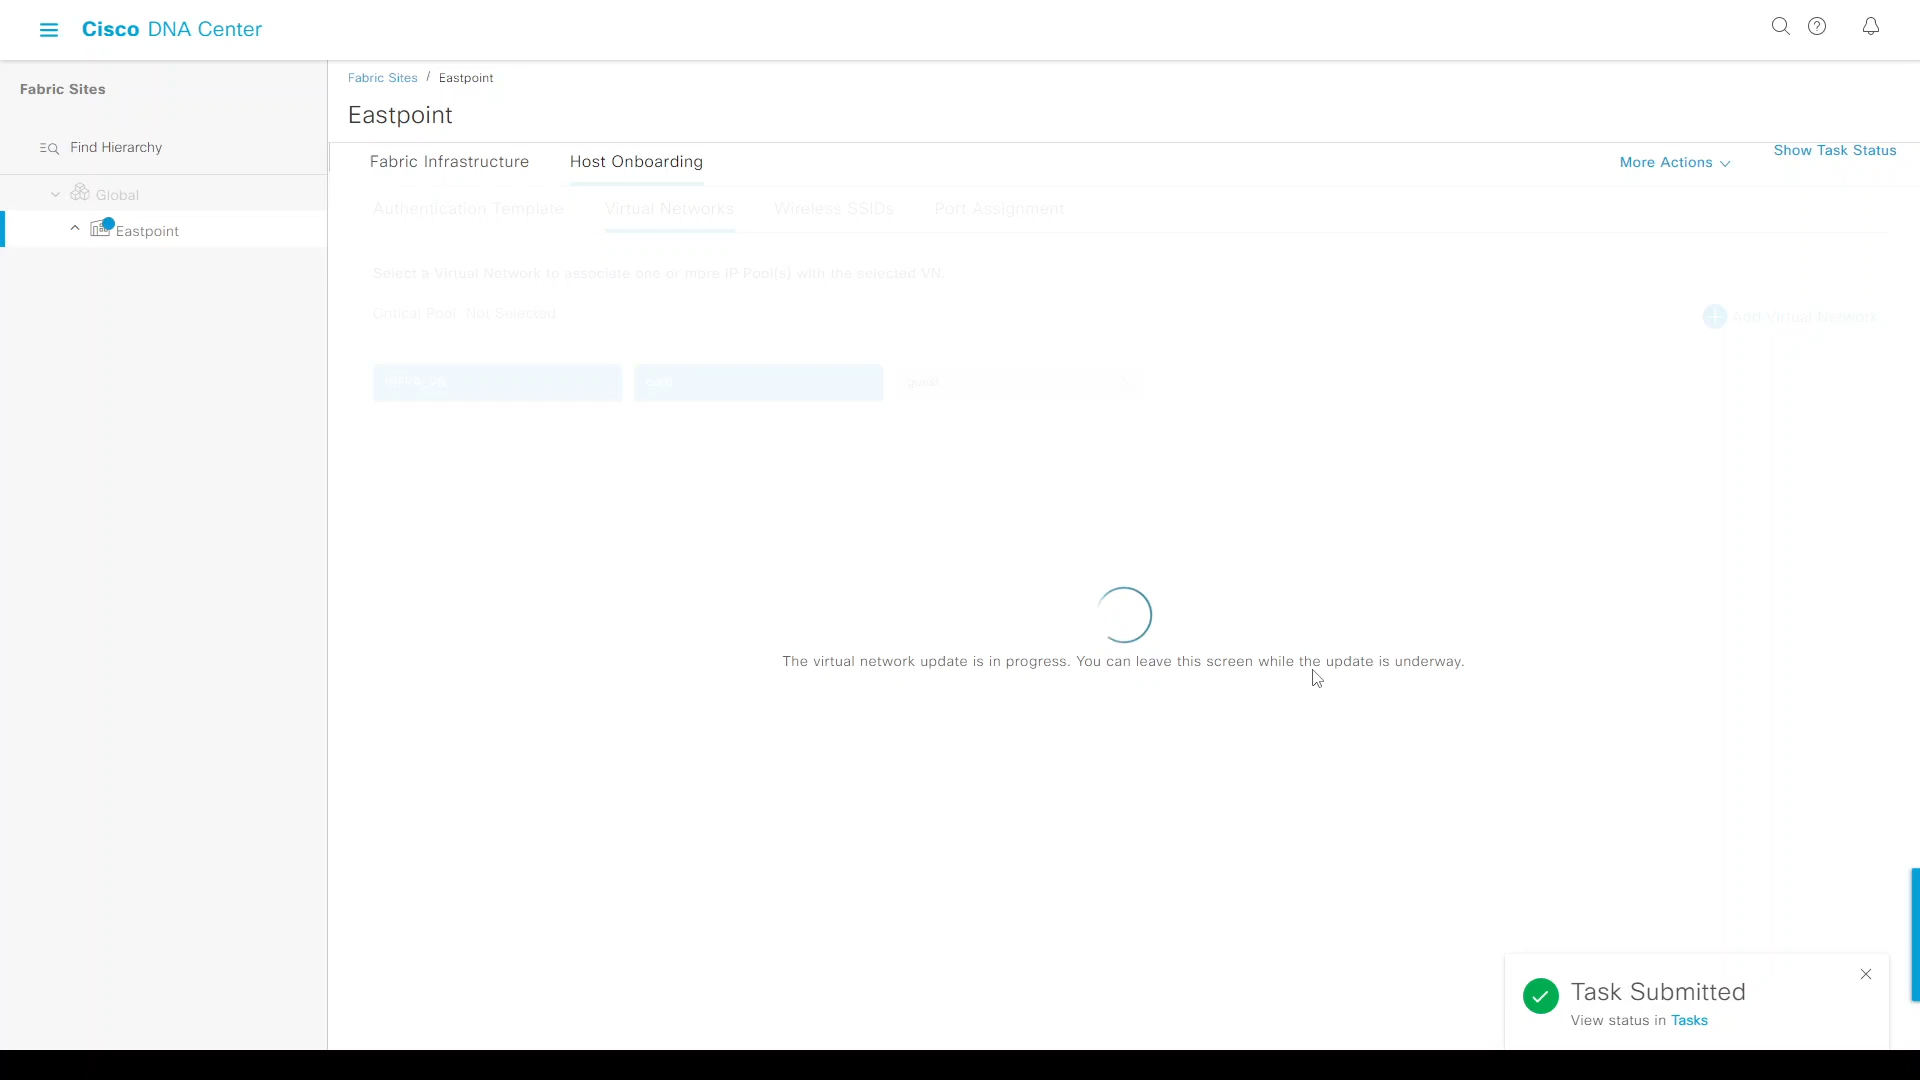 Cisco DNA Center
Fabric Sites
Find Hierarchy
Global
Eastpoint
Fabric Sites / Eastpoint
Eastpoint
Fabric Infrastructure
Host Onboarding
More Actions
Show Task Status
Authentication Template
Virtual Networks
Wireless SSIDs
Port Assignment
Select a Virtual Network to associate one or more IP Pool(s) with the selected VN.
Critical Pool: Not Selected
Add Virtual Network
INFRA_VN
guest
The virtual network update is in progress. You can leave this screen while the update is underway.
Task Submitted
View status in Tasks